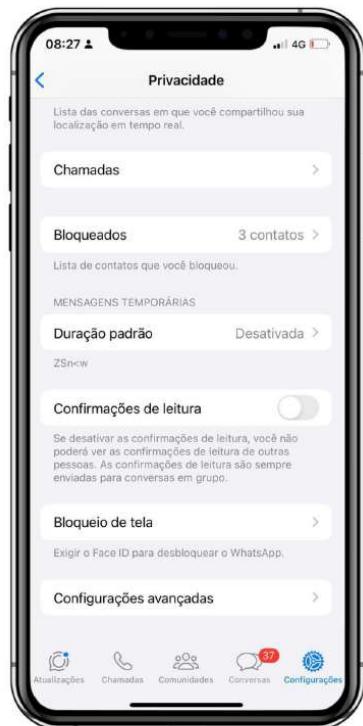 08:27
4G
Privacidade
Lista das conversas em que você compartilhou sua
localização em tempo real.
Chamadas
Bloqueados 3 contatos
Lista de contatos que você bloqueou.
MENSAGENS TEMPORÁRIAS
Duração padrão Desativada
ZSn<w
Confirmações de leitura
Se desativar as confirmações de leitura, você não
poderá ver as confirmações de leitura de outras
pessoas. As confirmações de leitura são sempre
enviadas para conversas em grupo.
Bloqueio de tela
Exigir o Face ID para desbloquear o WhatsApp.
Configurações avançadas
37
Atualizações Chamadas Comunidades Conversas Configurações